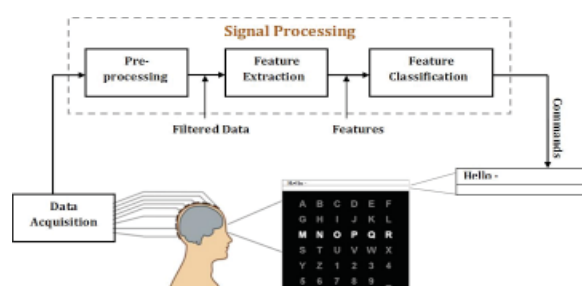 Signal Processing
Pre-
processing
Feature
Extraction
Feature
Classification
Filtered Data
Features
Commands
Data
Acquisition
Hello -
Hello -
A B C D E F
G H I J K L
M N O P Q R
S T U V W X
Y Z 1 2 3 4
5 6 7 8 9 _